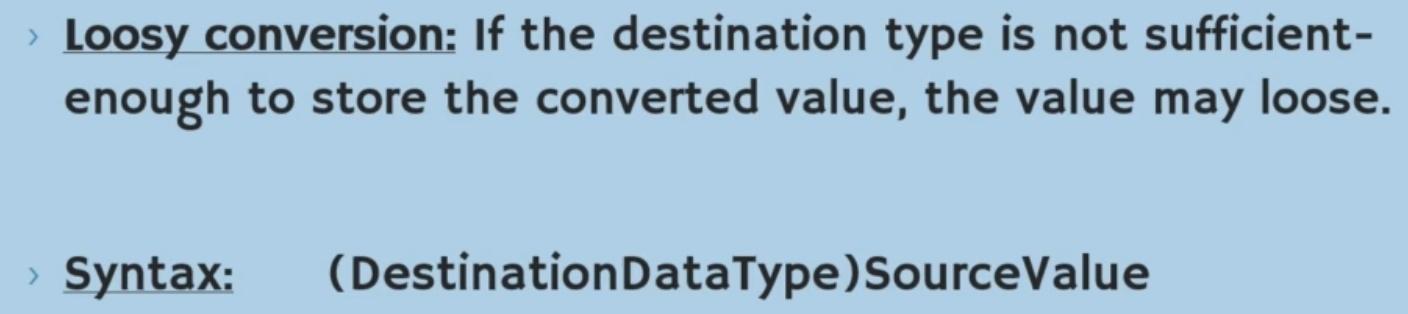 › Loosy conversion: If the destination type is not sufficient-
enough to store the converted value, the value may loose.
› Syntax: (DestinationDataType)SourceValue